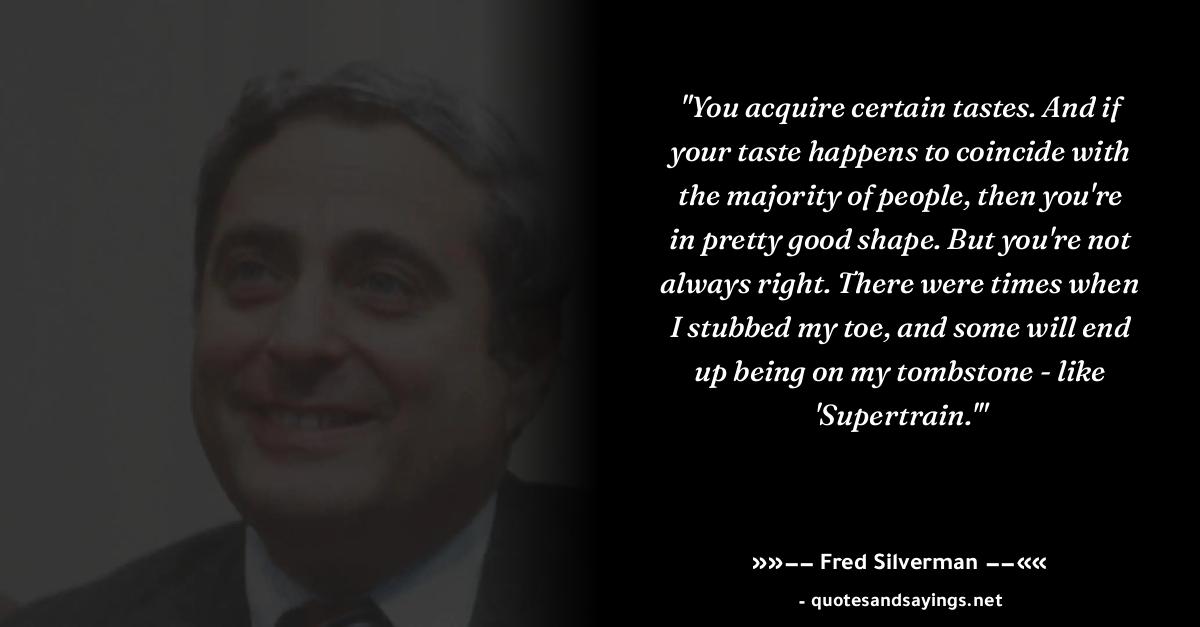 "You acquire certain tastes. And if
your taste happens to coincide with
the majority of people, then you're
in pretty good shape. But you're not
always right. There were times when
I stubbed my toe, and some will end
up being on my tombstone - like
'Supertrain.'"
»»−− Fred Silverman −−««
- quotesandsayings.net